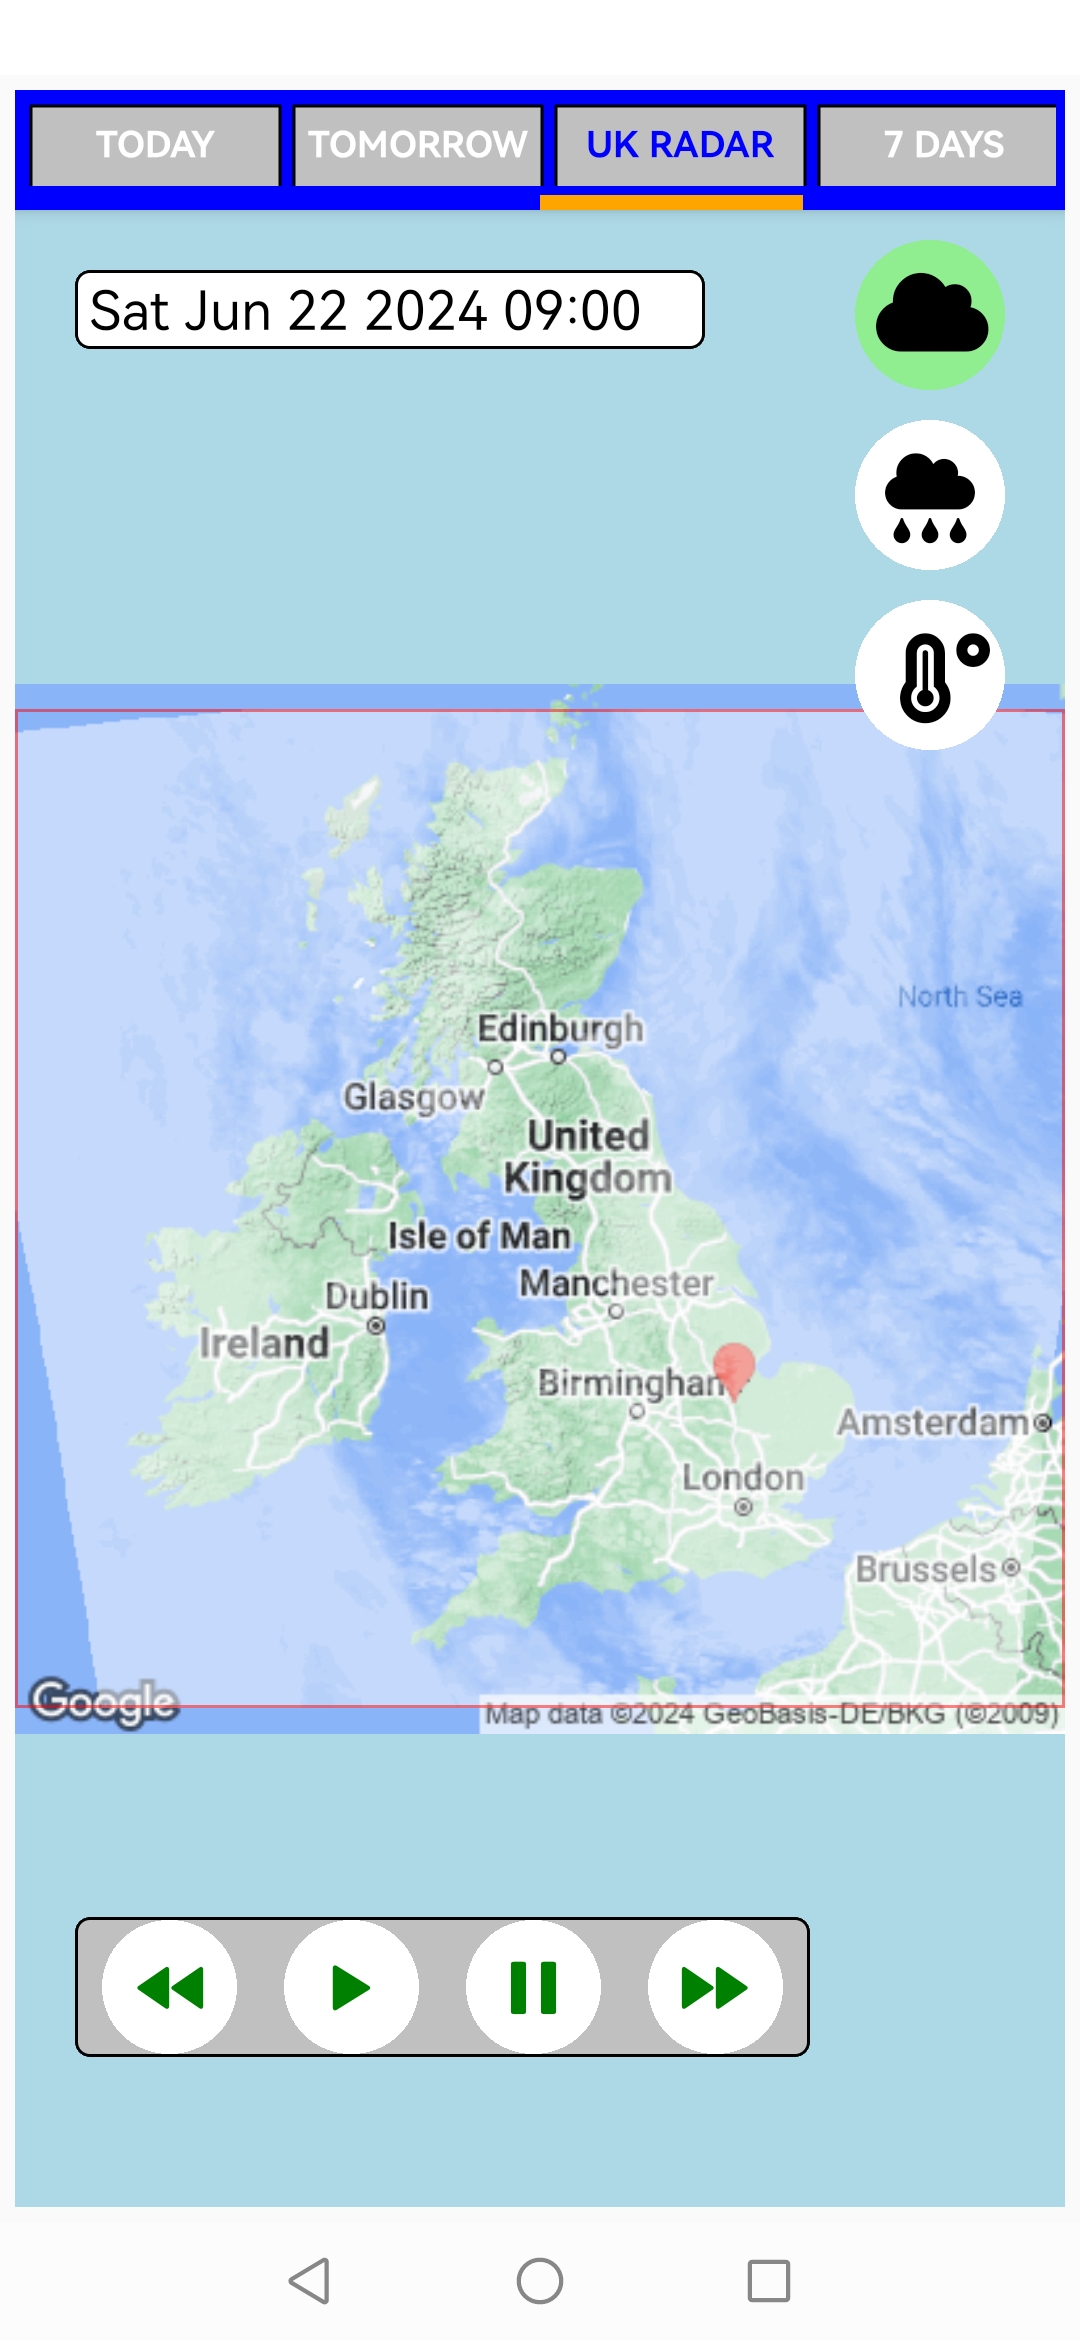 TODAY TOMORROW UK RADAR 7 DAYS
Sat Jun 22 2024 09:00
North Sea
Edinburgh
Glasgow
United
Kingdom
Isle of Man
Manchester
Dublin
Ireland
Birmingham
Amsterdam
London
Brussels
Google
Map data ©2024 GeoBasis-DE/BKG (©2009)